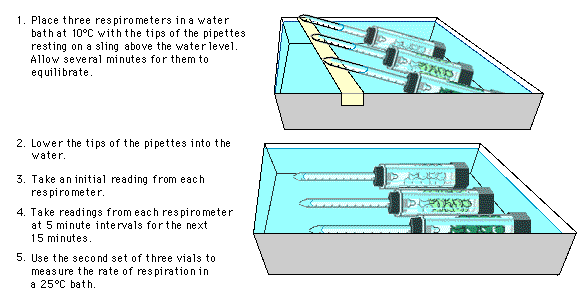 1. Place three respirometers in a water
bath at 10°C with the tips of the pipettes
resting on a sling above the water level.
Allow several minutes for them to
equilibrate.
2. Lower the tips of the pipettes into the
water.
3. Take an initial reading from each
respirometer.
4. Take readings from each respirometer
at 5 minute intervals for the next
15 minutes.
5. Use the second set of three vials to
measure the rate of respiration in
a 25°C bath.